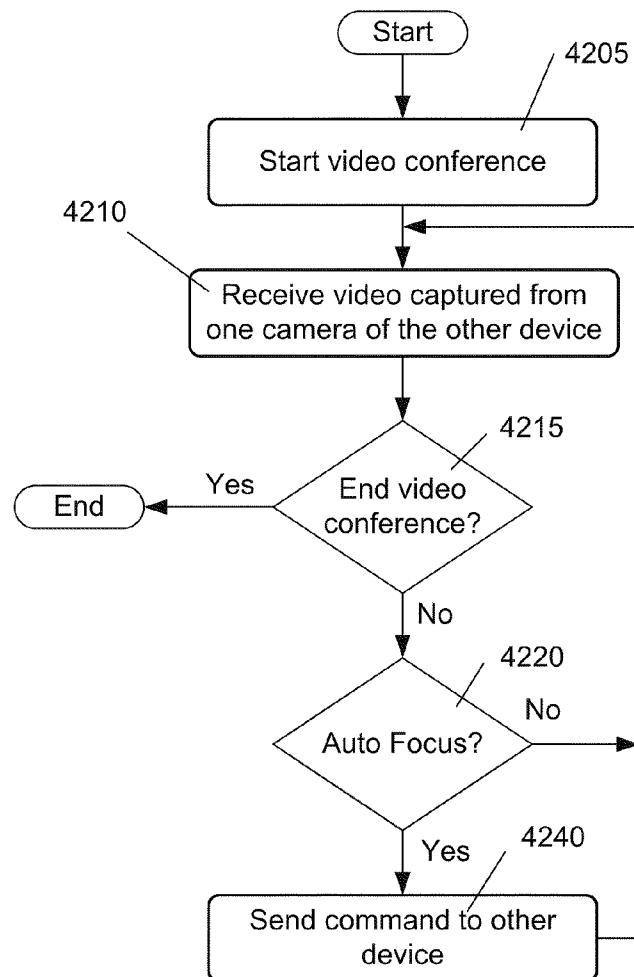 Start
4205
Start video conference
4210
Receive video captured from
one camera of the other device
4215
End
Yes
End video
conference?
No
4220
No
Auto Focus?
Yes
4240
Send command to other
device